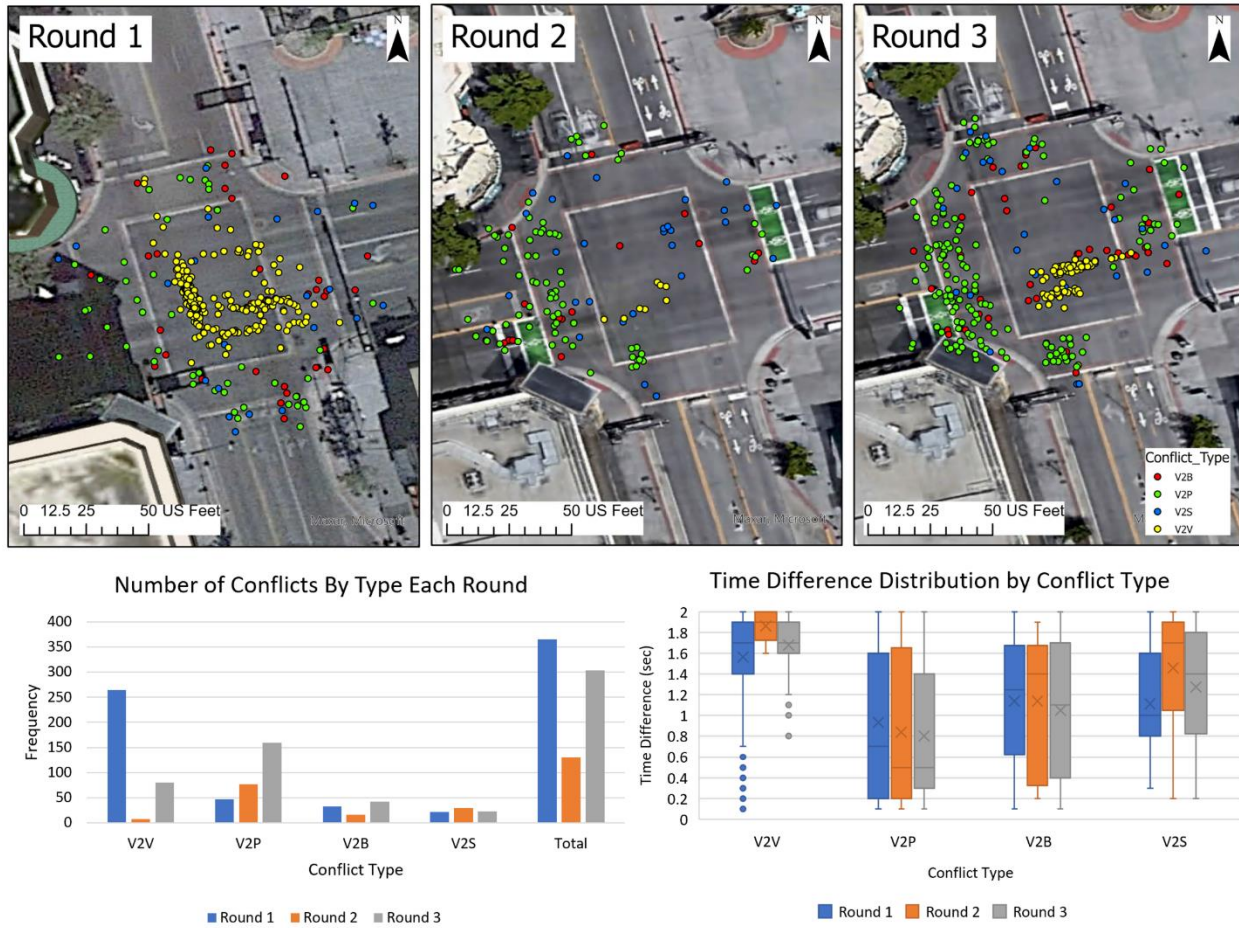 Round 1
N
Round 2
N
Round 3
N
0 12.5 25 50 US Feet
Maxar, Microsoft
0 12.5 25 50 US Feet
Maxar, Microsoft
0 12.5 25 50 US Feet
Conflict_Type
V2B
V2P
V2S
V2V
Number of Conflicts By Type Each Round
Frequency
400
350
300
250
200
150
100
50
0
V2V V2P V2B V2S Total
Conflict Type
Round 1 Round 2 Round 3
Time Difference Distribution by Conflict Type
Time Difference (sec)
2
1.8
1.6
1.4
1.2
1
0.8
0.6
0.4
0.2
0
V2V V2P V2B V2S
Conflict Type
Round 1 Round 2 Round 3